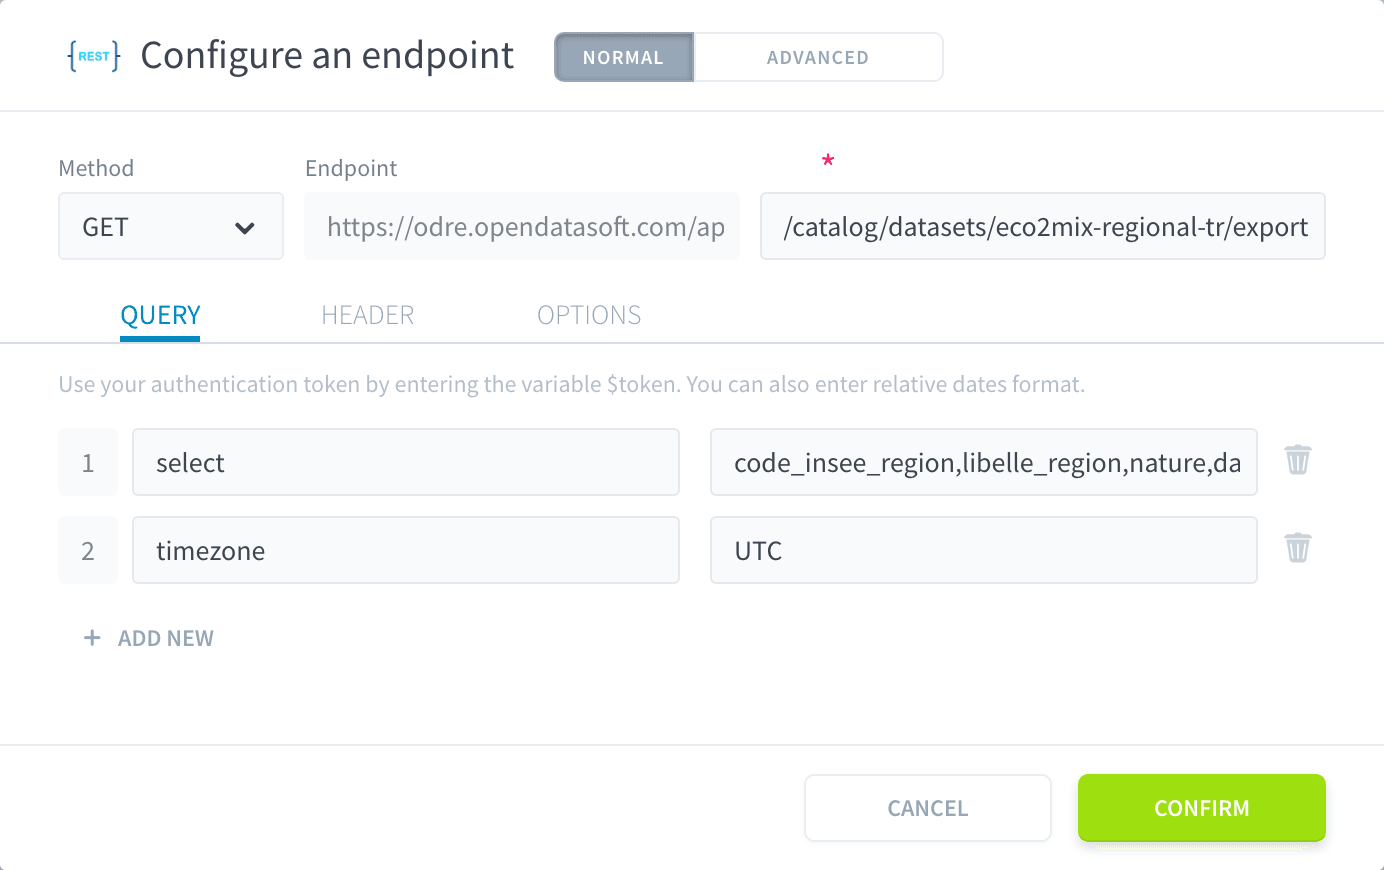 {REST} Configure an endpoint NORMAL ADVANCED
Method Endpoint *
GET https://odre.opendatasoft.com/ap /catalog/datasets/eco2mix-regional-tr/export
QUERY HEADER OPTIONS
Use your authentication token by entering the variable $token. You can also enter relative dates format.
1 select code_insee_region,libelle_region,nature,da
2 timezone UTC
+ ADD NEW
CANCEL CONFIRM